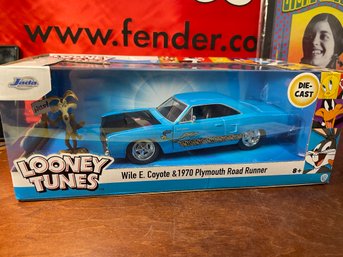 www.fender.co
Jada
DIE-
CAST
LOONEY
TUNES
Wile E. Coyote & 1970 Plymouth Road Runner
8+